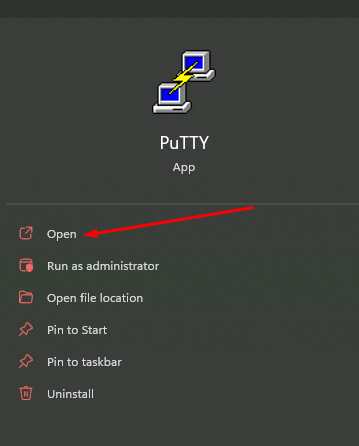 PuTTY
App
Open
Run as administrator
Open file location
Pin to Start
Pin to taskbar
Uninstall